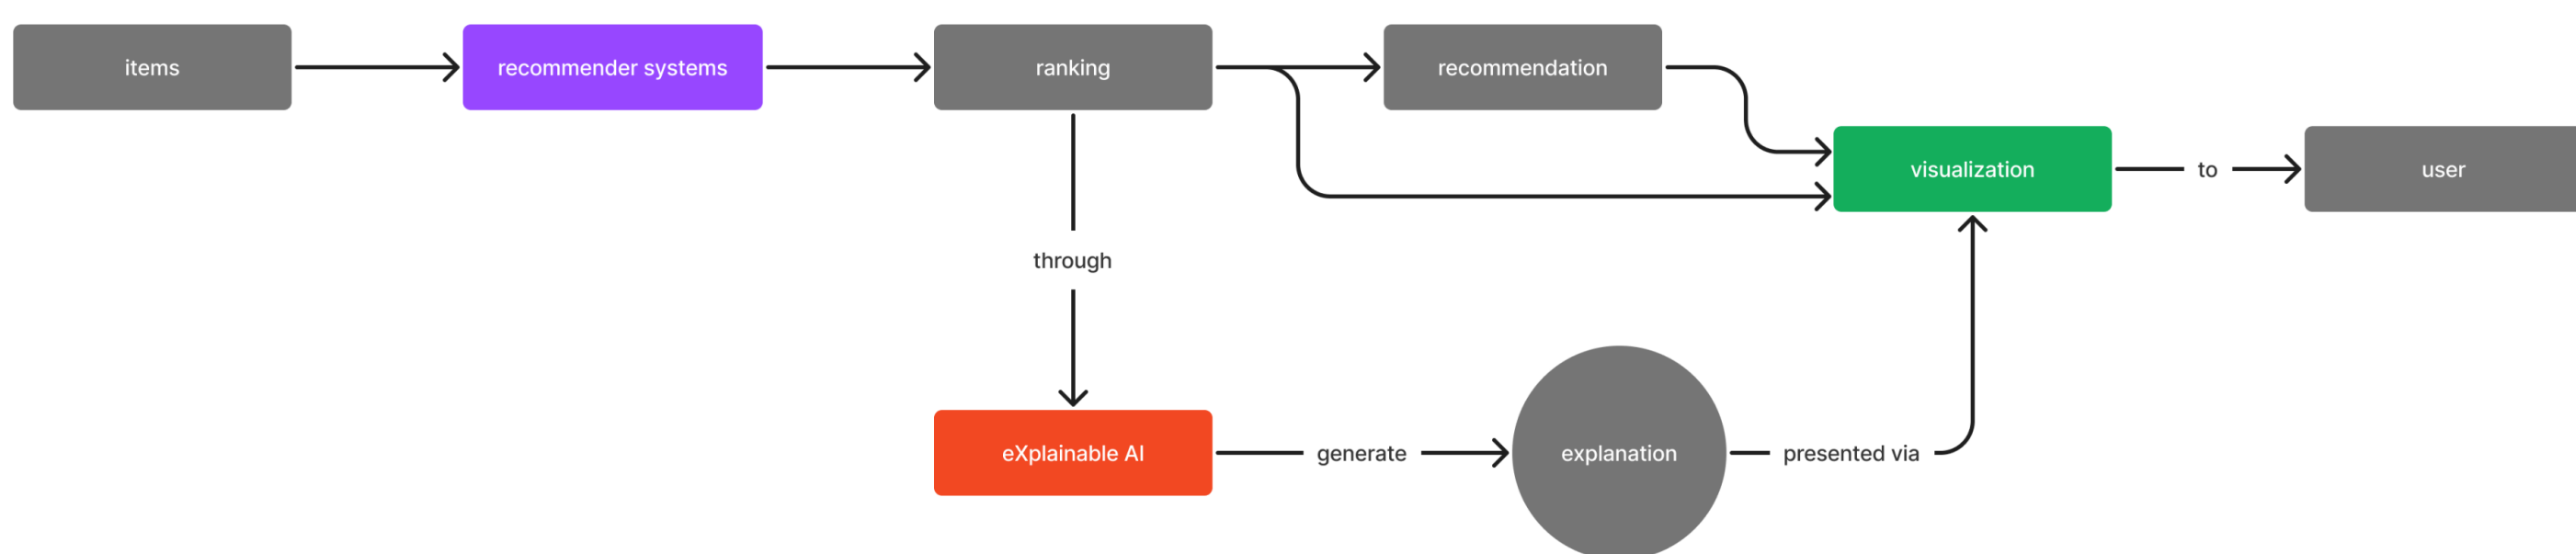 items
recommender systems
ranking
recommendation
visualization
to
user
through
eXplainable AI
generate
explanation
presented via